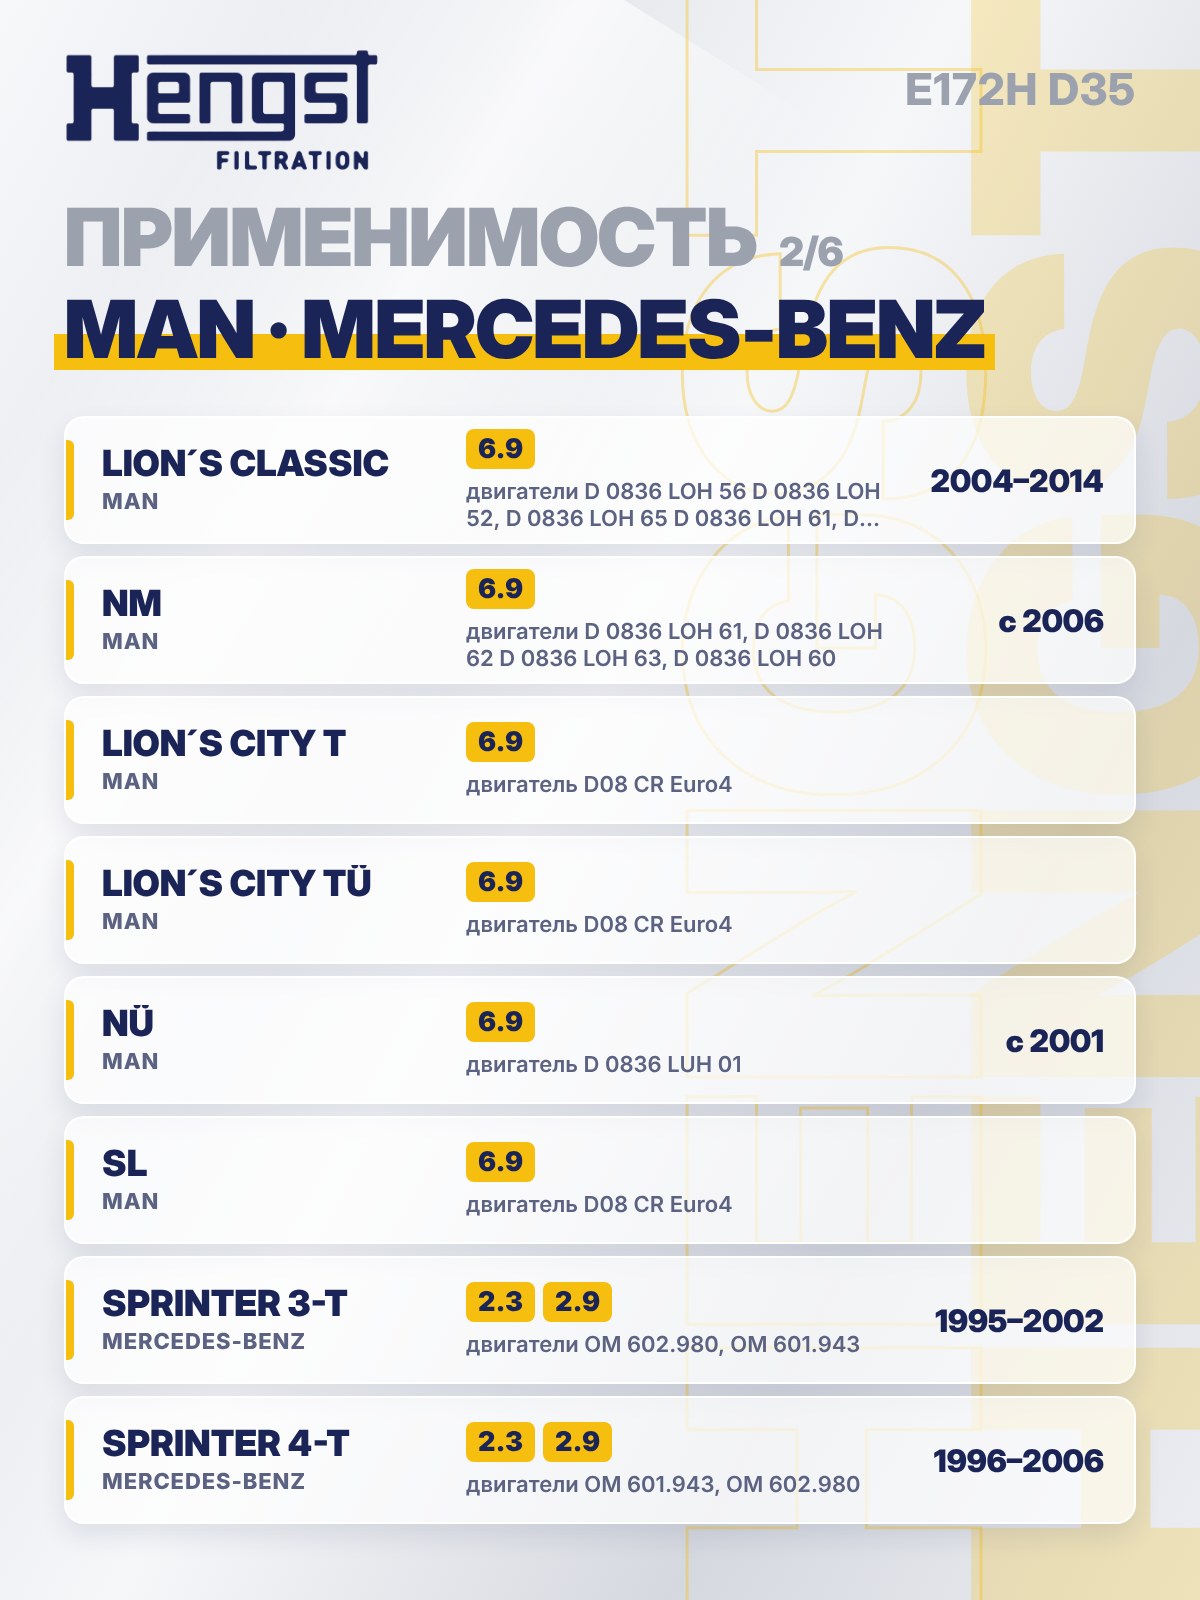 Hengst
FILTRATION
E172H D35
ПРИМЕНИМОСТЬ 2/6
MAN · MERCEDES-BENZ
LION´S CLASSIC
MAN
6.9
двигатели D 0836 LOH 56 D 0836 LOH
52, D 0836 LOH 65 D 0836 LOH 61, D...
2004–2014
NM
MAN
6.9
двигатели D 0836 LOH 61, D 0836 LOH
62 D 0836 LOH 63, D 0836 LOH 60
с 2006
LION´S CITY T
MAN
6.9
двигатель D08 CR Euro4
LION´S CITY TÜ
MAN
6.9
двигатель D08 CR Euro4
NÜ
MAN
6.9
двигатель D 0836 LUH 01
с 2001
SL
MAN
6.9
двигатель D08 CR Euro4
SPRINTER 3-T
MERCEDES-BENZ
2.3 2.9
двигатели OM 602.980, OM 601.943
1995–2002
SPRINTER 4-T
MERCEDES-BENZ
2.3 2.9
двигатели OM 601.943, OM 602.980
1996–2006
HENGST
HENGST